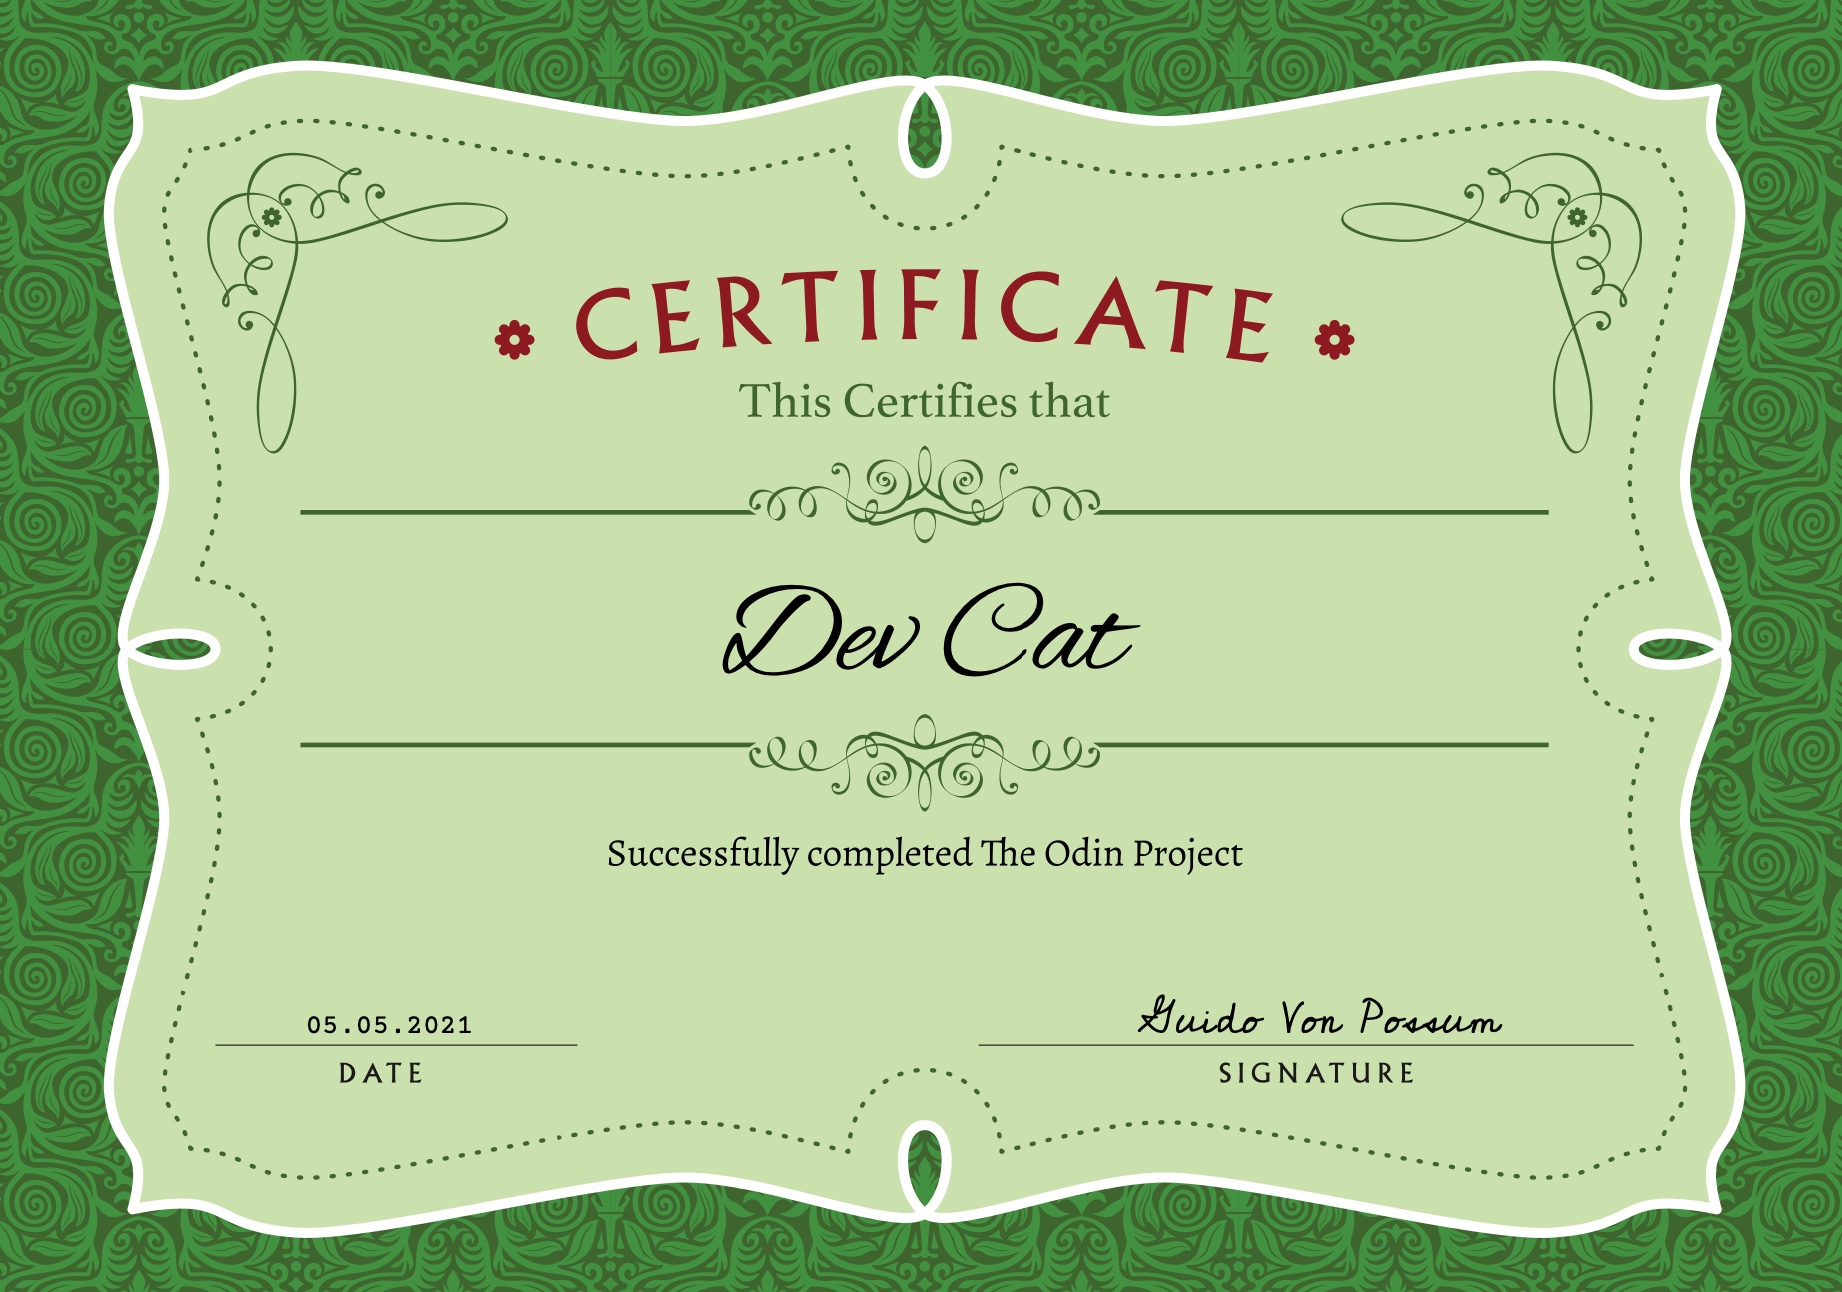 CERTIFICATE
This Certifies that
Dev Cat
Successfully completed The Odin Project
05.05.2021
DATE
Guido Von Possum
SIGNATURE